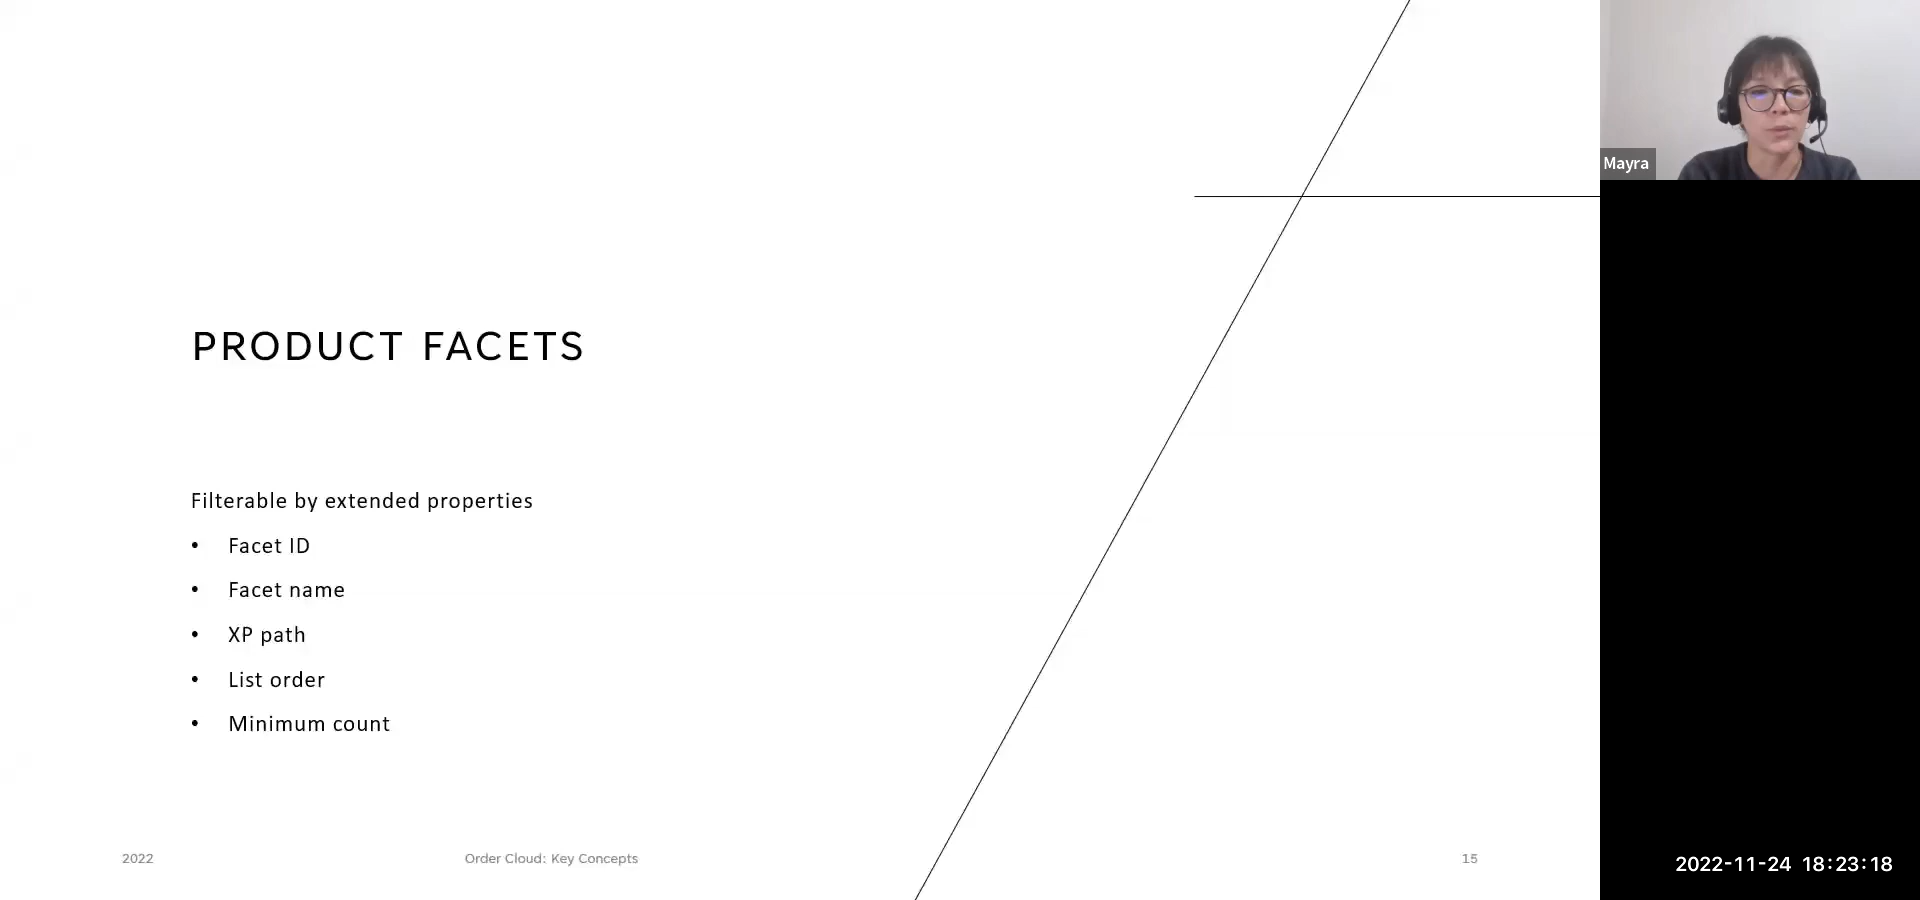 PRODUCT FACETS
Filterable by extended properties
• Facet ID
• Facet name
• XP path
• List order
• Minimum count
2022
Order Cloud: Key Concepts
15
Mayra
2022-11-24 18:23:18